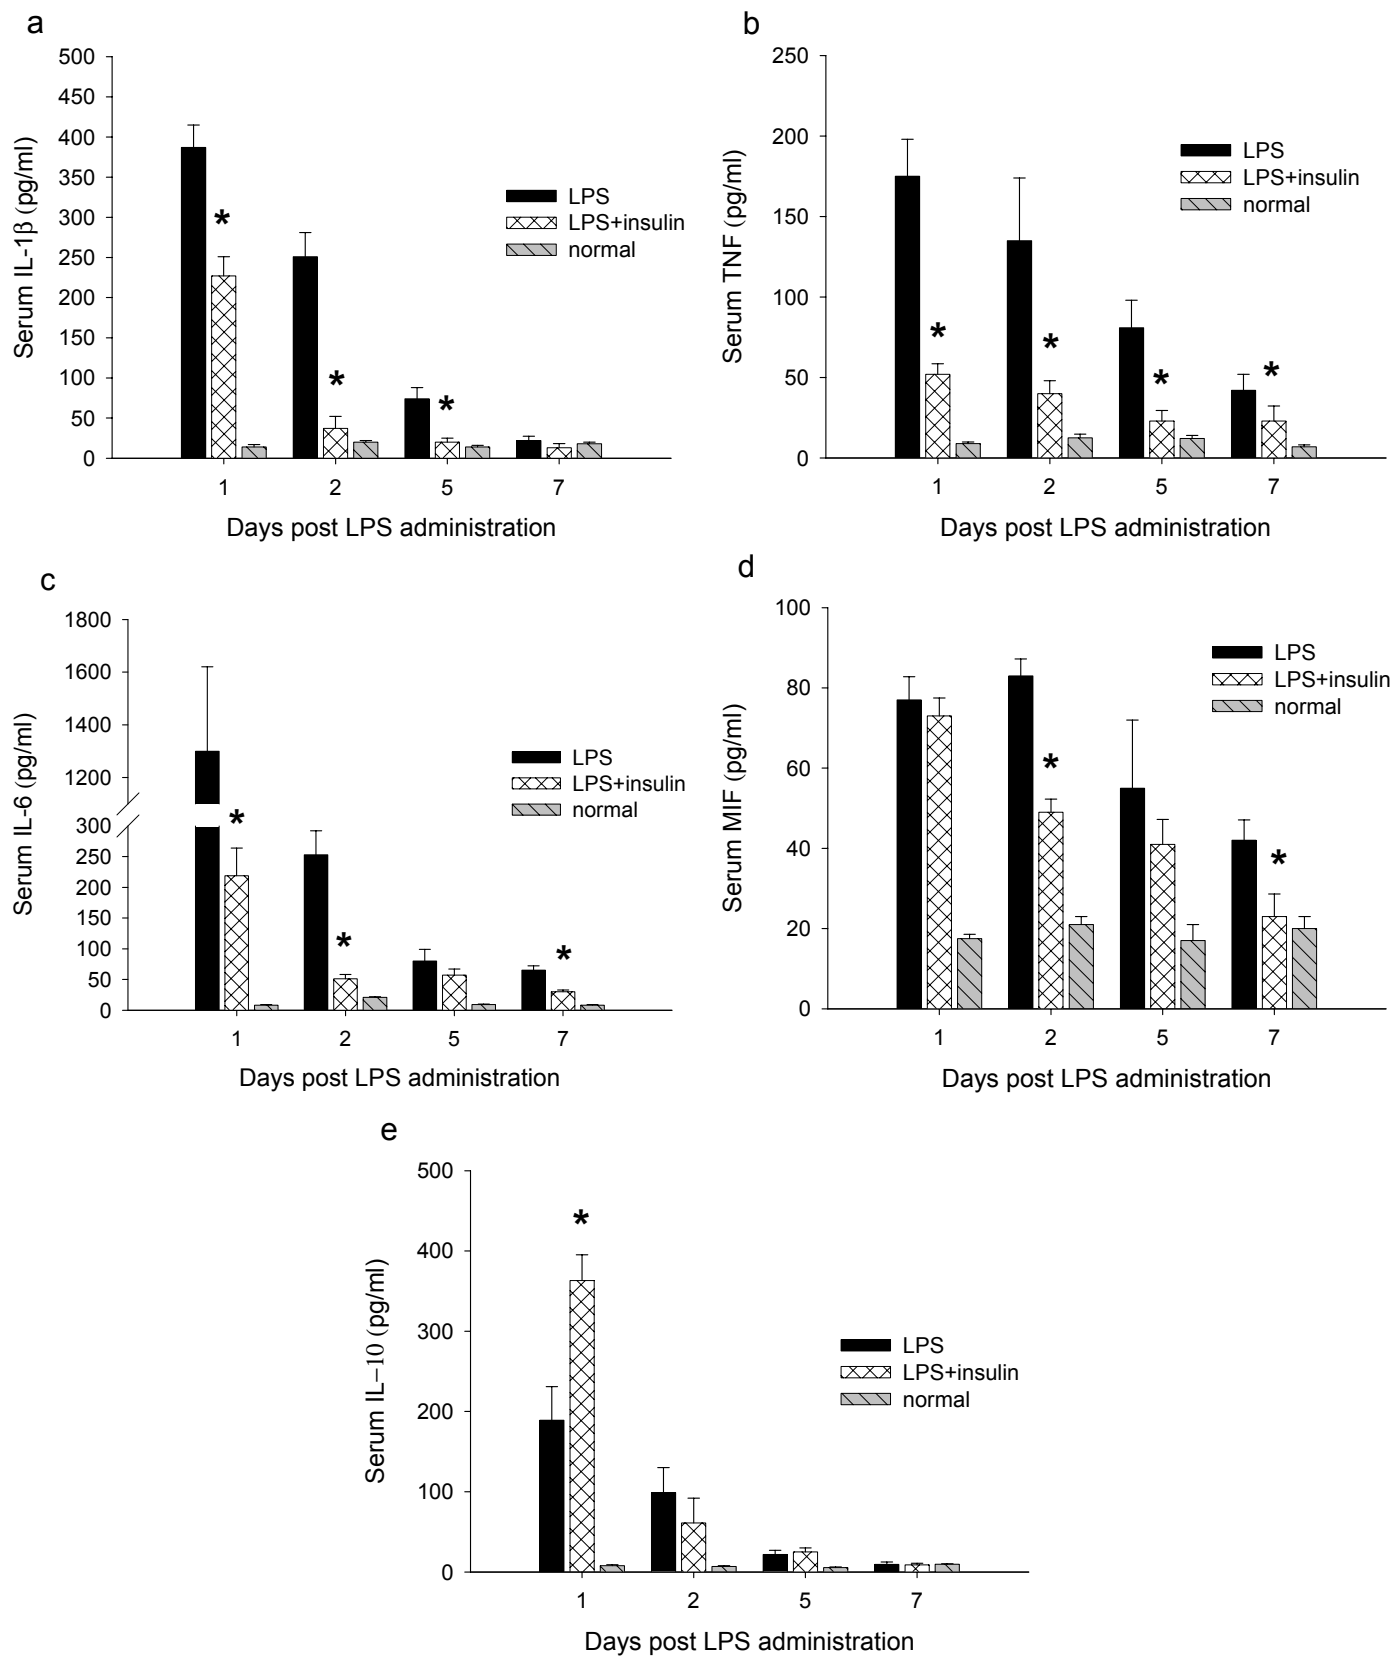 a
500
450
400
350
300
250
200
150
100
50
0
Serum IL-1β (pg/ml)
*
*
*
LPS
LPS+insulin
normal
1 2 5 7
Days post LPS administration
b
250
200
150
100
50
0
Serum TNF (pg/ml)
*
*
*
*
LPS
LPS+insulin
normal
1 2 5 7
Days post LPS administration
c
1800
1600
1400
1200
300
250
200
150
100
50
0
Serum IL-6 (pg/ml)
*
*
*
LPS
LPS+insulin
normal
1 2 5 7
Days post LPS administration
d
100
80
60
40
20
0
Serum MIF (pg/ml)
*
*
LPS
LPS+insulin
normal
1 2 5 7
Days post LPS administration
e
500
400
300
200
100
0
Serum IL–10 (pg/ml)
*
LPS
LPS+insulin
normal
1 2 5 7
Days post LPS administration